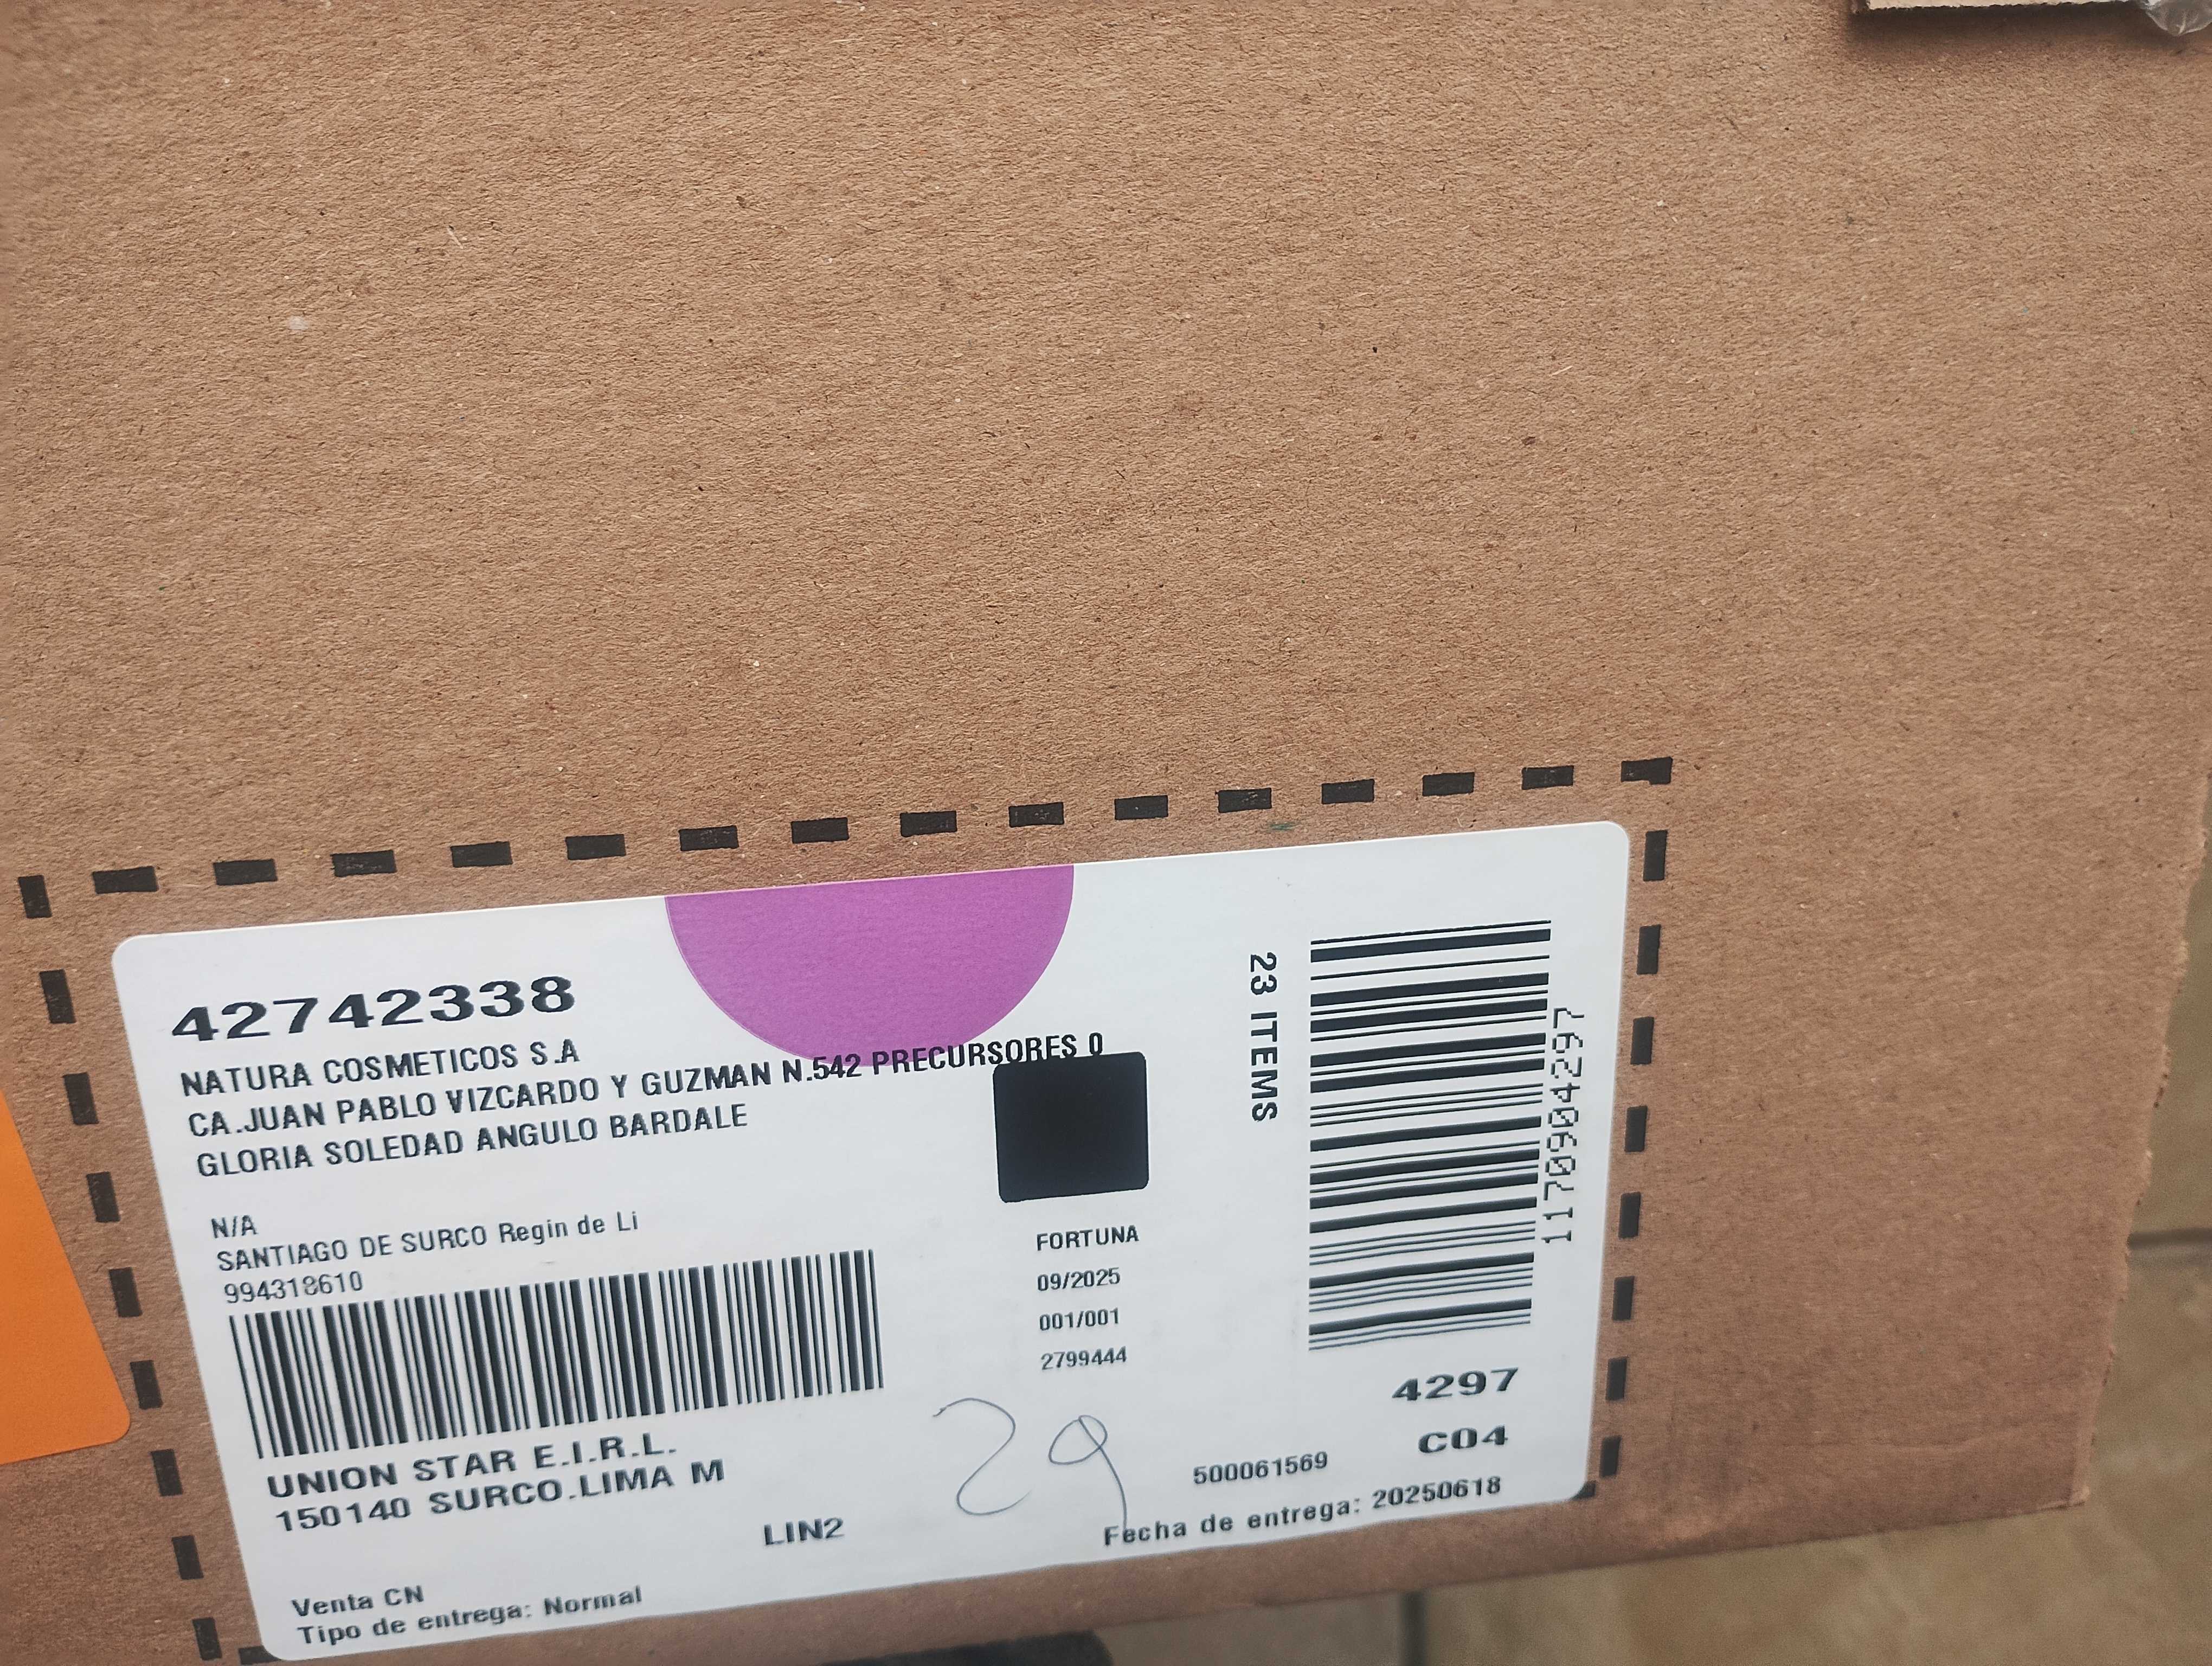 42742338
NATURA COSMETICOS S.A
CA.JUAN PABLO VIZCARDO Y GUZMAN N.542 PRECURSORES 0
GLORIA SOLEDAD ANGULO BARDALE
N/A
SANTIAGO DE SURCO Regin de Li
994318610
UNION STAR E.I.R.L.
150140 SURCO.LIMA M
LIN2
Venta CN
Tipo de entrega: Normal
FORTUNA
09/2025
001/001
2799444
29
23 ITEMS
1170904297
4297
C04
500061569
Fecha de entrega: 20250618